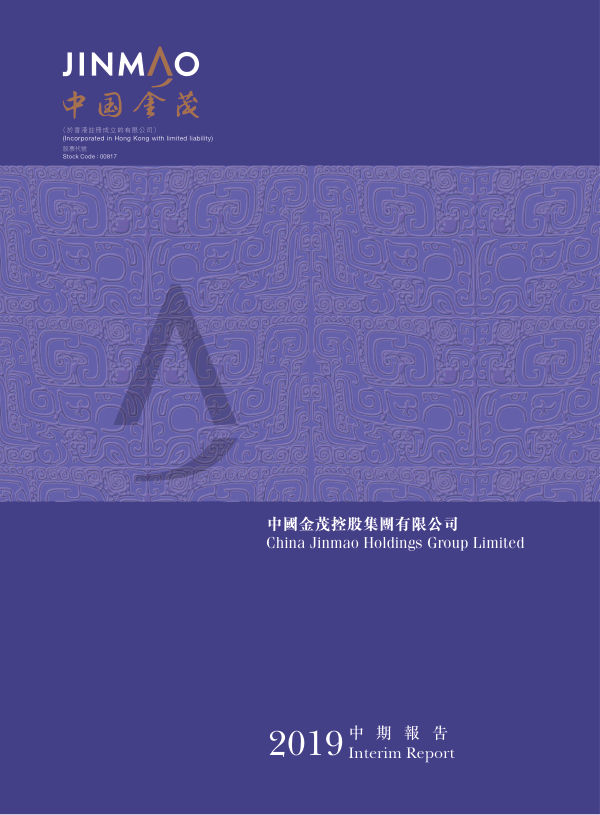 JINMAO
中国金茂
（於香港註冊成立的有限公司）
(Incorporated in Hong Kong with limited liability)
股票代號
Stock Code : 00817
中國金茂控股集團有限公司
China Jinmao Holdings Group Limited
2019 中期報告
Interim Report